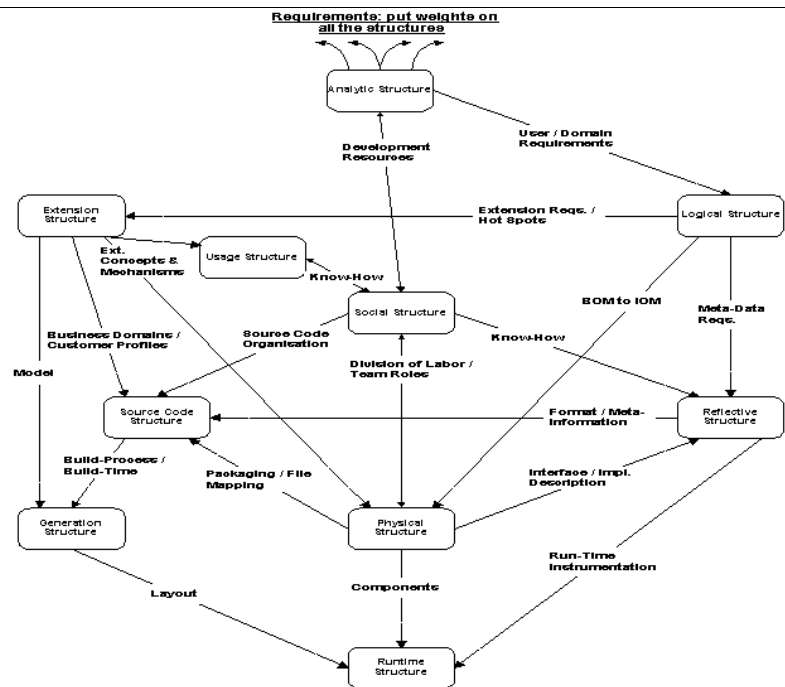 Requirements: put weights on
all the structures
Analytic Structure
User / Domain
Requirements
Development
Resources
Extension
Structure
Extension Reqs. /
Hot Spots
Logical Structure
Ext.
Concepts &
Mechanisms
Usage Structure
Know-How
BOM to IOM
Social Structure
Meta-Data
Reqs.
Business Domains /
Customer Profiles
Source Code
Organisation
Know-How
Division of Labor /
Team Roles
Model
Source Code
Structure
Format / Meta-
Information
Reflective
Structure
Build-Process /
Build-Time
Packaging / File
Mapping
Interface / Impl.
Description
Generation
Structure
Physical
Structure
Run-Time
Instrumentation
Components
Layout
Runtime
Structure